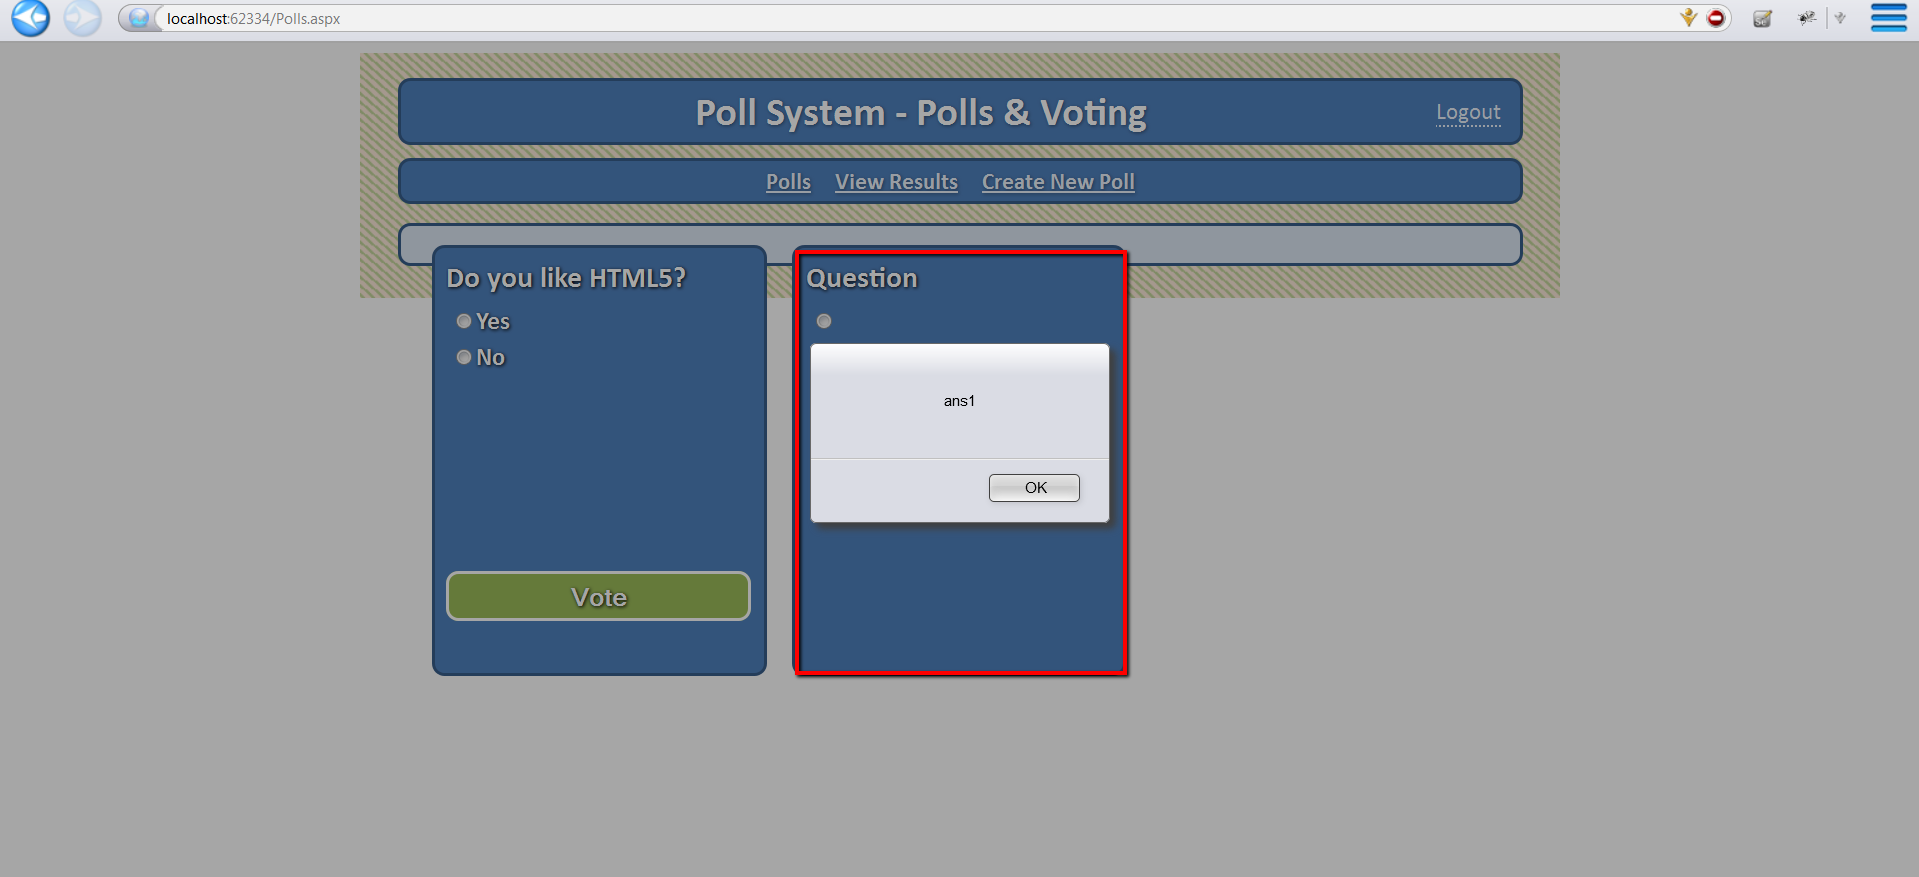 localhost:62334/Polls.aspx
Poll System - Polls & Voting
Logout
Polls View Results Create New Poll
Do you like HTML5?
Yes
No
Vote
Question
ans1
OK